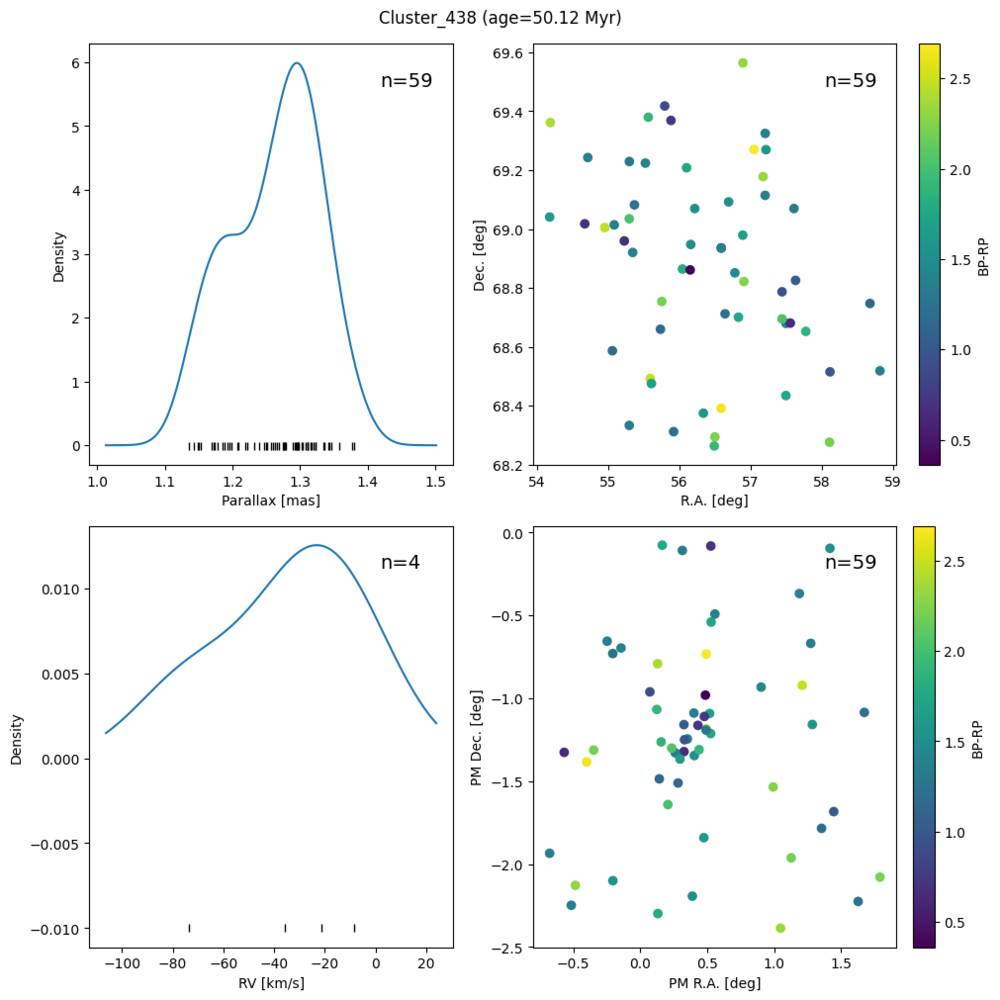 Cluster_438 (age=50.12 Myr)
n=59
6
5
4
3
2
1
0
Density
1.0 1.1 1.2 1.3 1.4 1.5
Parallax [mas]
n=59
69.6
69.4
69.2
69.0
68.8
68.6
68.4
68.2
Dec. [deg]
54 55 56 57 58 59
R.A. [deg]
2.5
2.0
1.5
1.0
0.5
BP-RP
n=4
0.010
0.005
0.000
−0.005
−0.010
Density
−100 −80 −60 −40 −20 0 20
RV [km/s]
n=59
0.0
−0.5
−1.0
−1.5
−2.0
−2.5
PM Dec. [deg]
−0.5 0.0 0.5 1.0 1.5
PM R.A. [deg]
2.5
2.0
1.5
1.0
0.5
BP-RP